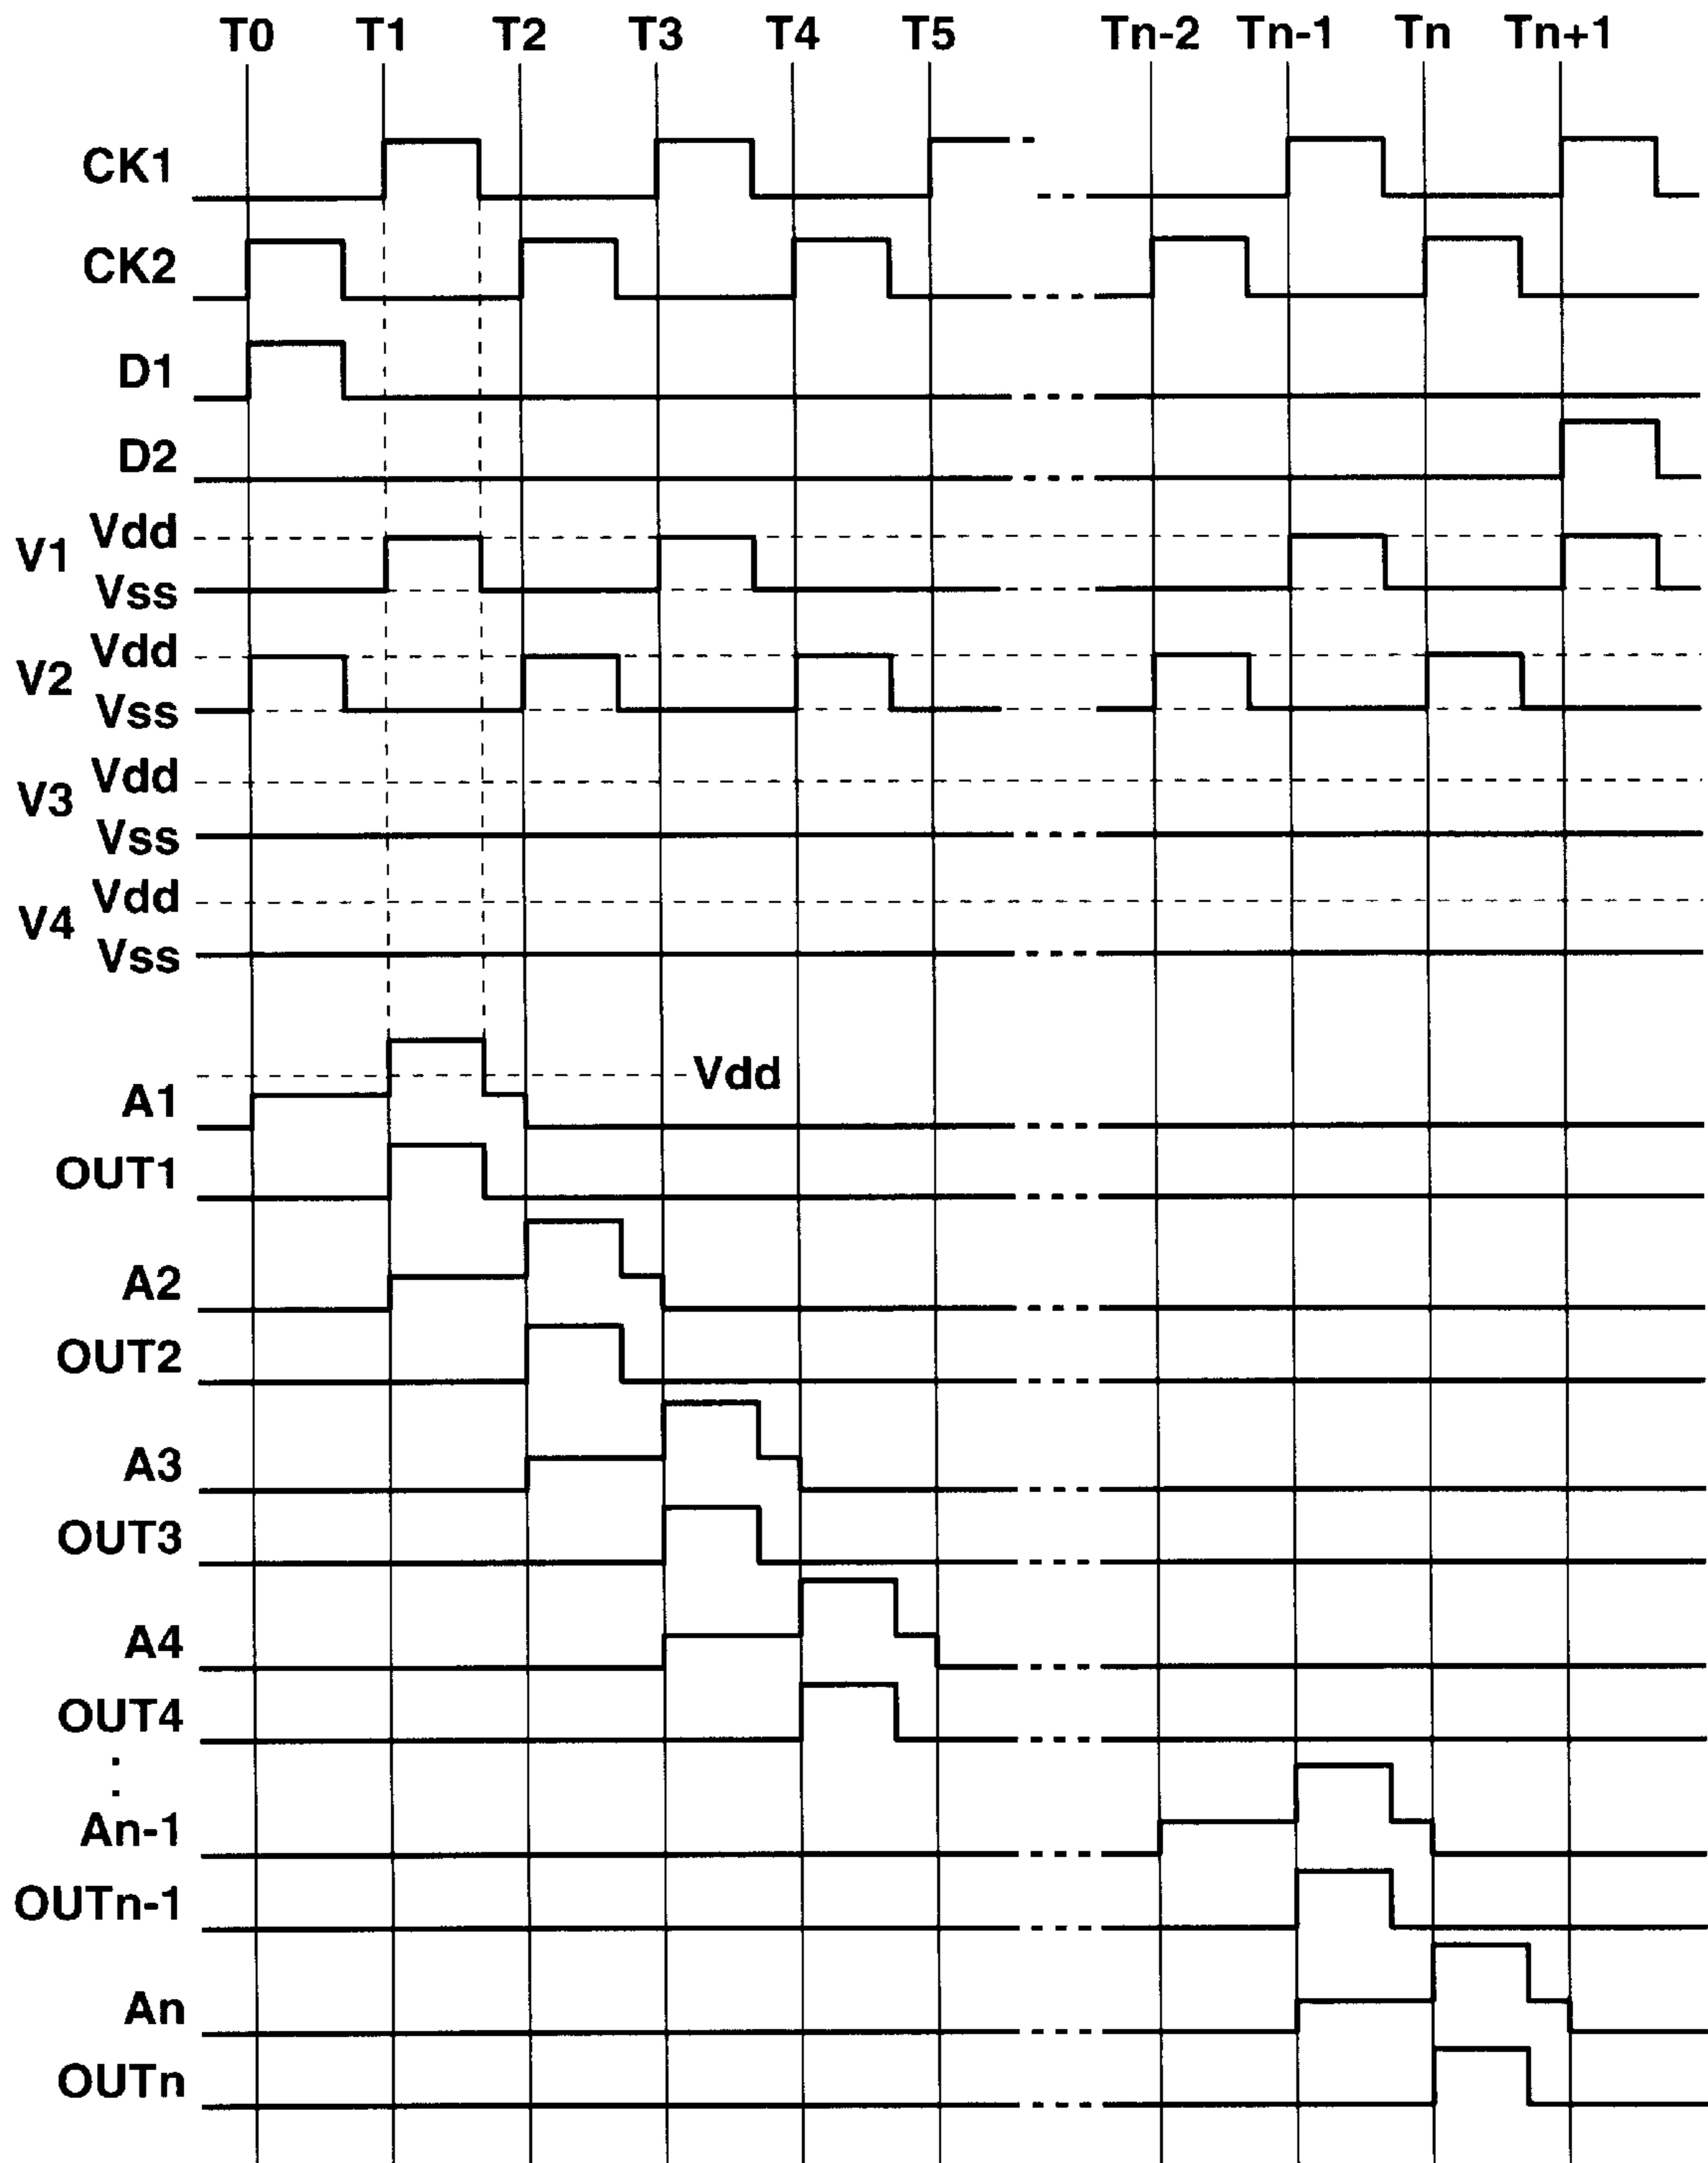 T0 T1 T2 T3 T4 T5 Tn-2 Tn-1 Tn Tn+1
CK1
CK2
D1
D2
V1 Vdd
Vss
V2 Vdd
Vss
V3 Vdd
Vss
V4 Vdd
Vss
Vdd
A1
OUT1
A2
OUT2
A3
OUT3
A4
OUT4
:
An-1
OUTn-1
An
OUTn